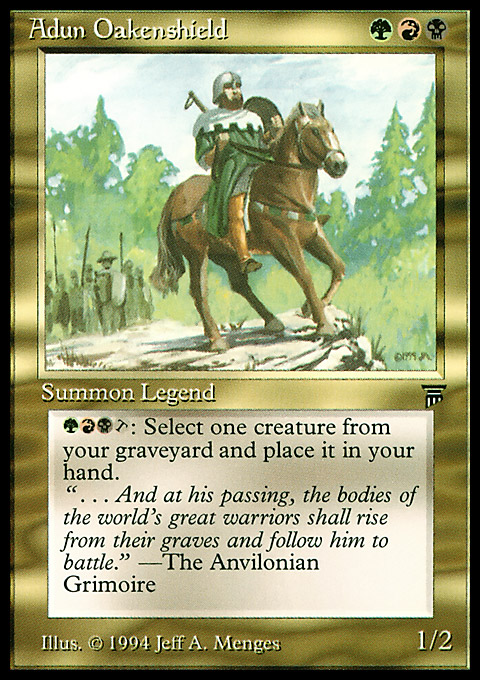 Adun Oakenshield
©1994 JM
Summon Legend
: Select one creature from
your graveyard and place it in your
hand.
“. . . And at his passing, the bodies of
the world’s great warriors shall rise
from their graves and follow him to
battle.” —The Anvilonian
Grimoire
Illus. © 1994 Jeff A. Menges
1/2